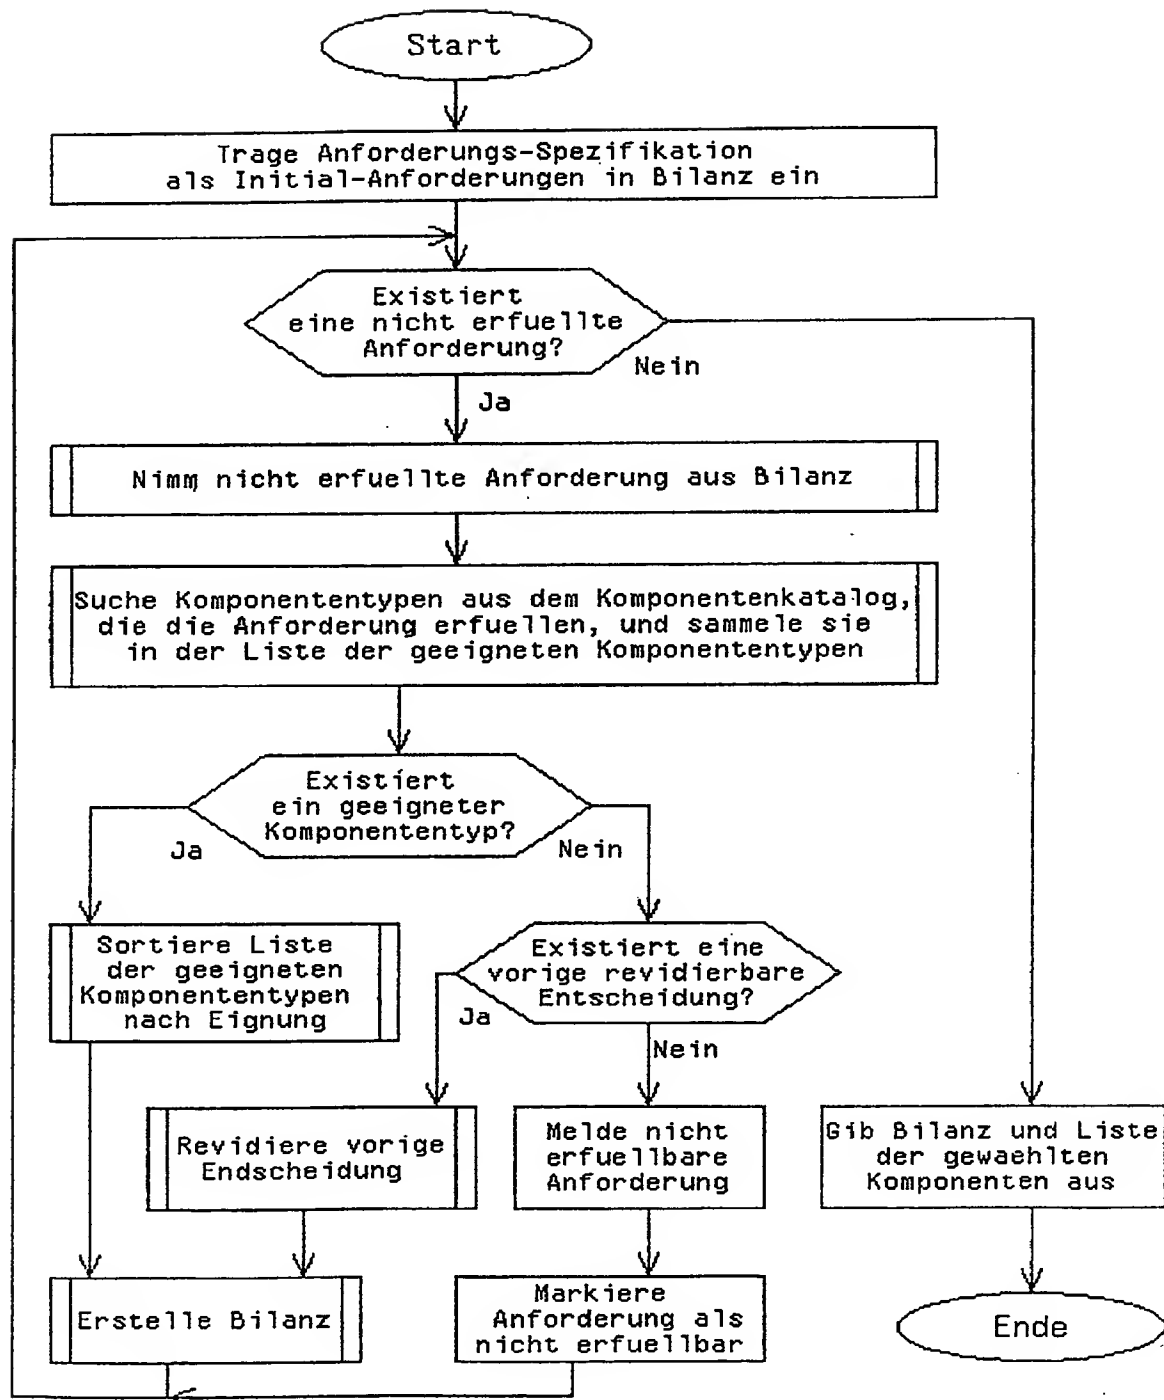 Start
Trage Anforderungs-Spezifikation
als Initial-Anforderungen in Bilanz ein
Existiert
eine nicht erfuellte
Anforderung?
Nein
Ja
Nimm nicht erfuellte Anforderung aus Bilanz
Suche Komponententypen aus dem Komponentenkatalog,
die die Anforderung erfuellen, und sammele sie
in der Liste der geeigneten Komponententypen
Existiert
ein geeigneter
Komponententyp?
Ja
Nein
Sortiere Liste
der geeigneten
Komponententypen
nach Eignung
Existiert eine
vorige revidierbare
Entscheidung?
Ja
Nein
Revidiere vorige
Endscheidung
Melde nicht
erfuellbare
Anforderung
Gib Bilanz und Liste
der gewaehlten
Komponenten aus
Erstelle Bilanz
Markiere
Anforderung als
nicht erfuellbar
Ende